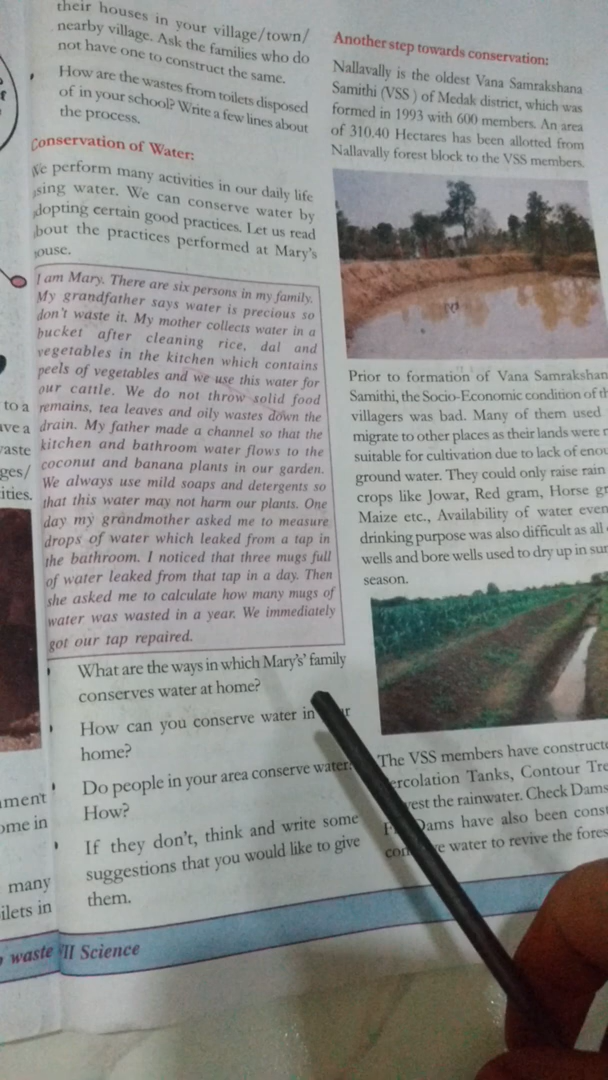 their houses in your village/town/
nearby village. Ask the families who do
not have one to construct the same.
How are the wastes from toilets disposed
of in your school? Write a few lines about
the process.
Conservation of Water:
We perform many activities in our daily life
using water. We can conserve water by
adopting certain good practices. Let us read
about the practices performed at Mary's
house.
I am Mary. There are six persons in my family.
My grandfather says water is precious so
don't waste it. My mother collects water in a
bucket after cleaning rice, dal and
vegetables in the kitchen which contains
peels of vegetables and we use this water for
our cattle. We do not throw solid food
remains, tea leaves and oily wastes down the
drain. My father made a channel so that the
kitchen and bathroom water flows to the
coconut and banana plants in our garden.
We always use mild soaps and detergents so
that this water may not harm our plants. One
day my grandmother asked me to measure
drops of water which leaked from a tap in
the bathroom. I noticed that three mugs full
of water leaked from that tap in a day. Then
she asked me to calculate how many mugs of
water was wasted in a year. We immediately
got our tap repaired.
What are the ways in which Mary's' family
conserves water at home?
How can you conserve water in
home?
Do people in your area conserve water.
How?
If they don't, think and write some
suggestions that you would like to give
them.
Another step towards conservation:
Nallavally is the oldest Vana Samrakshana
Samithi (VSS ) of Medak district, which was
formed in 1993 with 600 members. An area
of 310.40 Hectares has been allotted from
Nallavally forest block to the VSS members.
Prior to formation of Vana Samrakshan
Samithi, the Socio-Economic condition of th
villagers was bad. Many of them used
migrate to other places as their lands were
suitable for cultivation due to lack of enou
ground water. They could only raise rain
crops like Jowar, Red gram, Horse gr
Maize etc., Availability of water even
drinking purpose was also difficult as all
wells and bore wells used to dry up in sum
season.
The VSS members have constructe
ercolation Tanks, Contour Tre
vest the rainwater. Check Dams
Dams have also been const
water to revive the fores
to a
ave a
vaste
ges/
ities.
ment
ome in
many
ilets in
waste VII Science